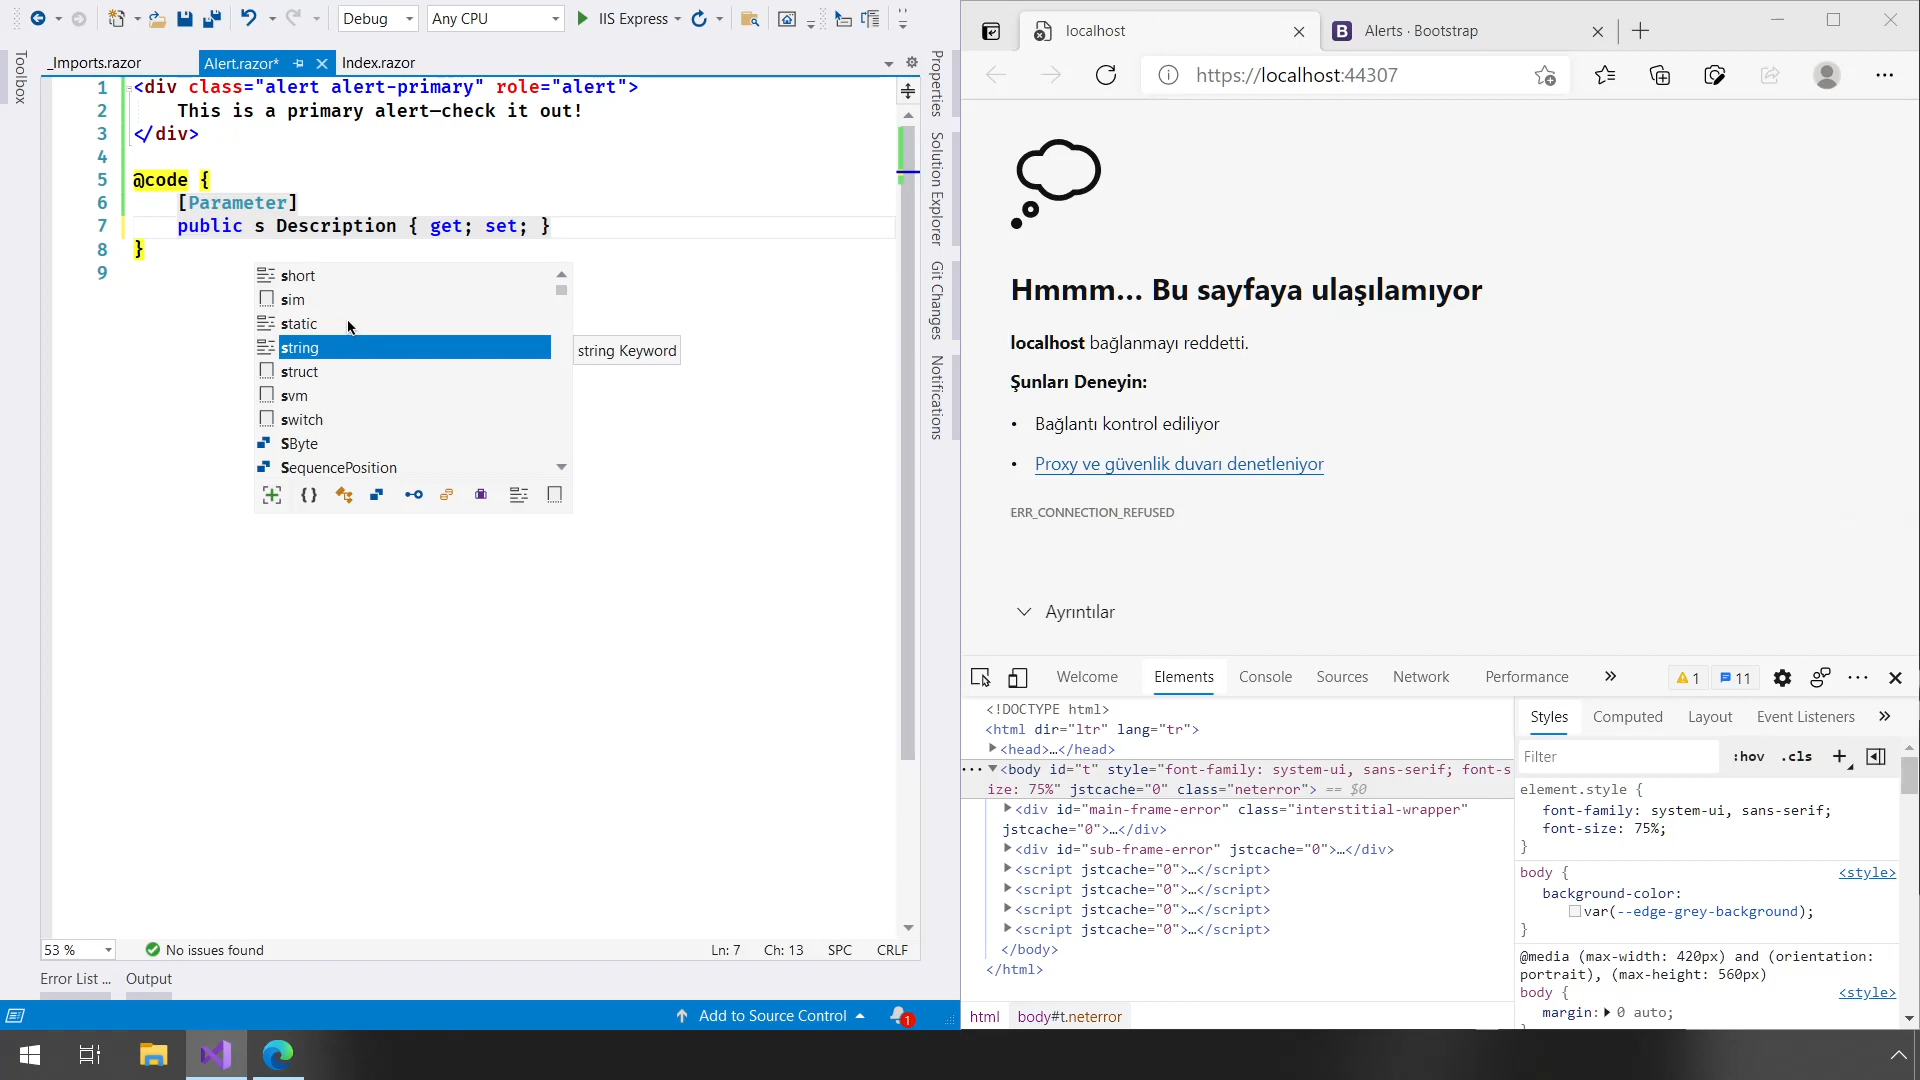 Debug
Any CPU
IIS Express
Toolbox
_Imports.razor
Alert.razor*
Index.razor
1 <div class="alert alert-primary" role="alert">
2 This is a primary alert—check it out!
3 </div>
4
5 @code {
6 [Parameter]
7 public s Description { get; set; }
8 }
9
short
sim
static
string
string Keyword
struct
svm
switch
SByte
SequencePosition
53 %
No issues found
Ln: 7
Ch: 13
SPC
CRLF
Error List ...
Output
Add to Source Control
1
Properties
Solution Explorer
Git Changes
Notifications
localhost
Alerts · Bootstrap
https://localhost:44307
Hmmm… Bu sayfaya ulaşılamıyor
localhost bağlanmayı reddetti.
Şunları Deneyin:
• Bağlantı kontrol ediliyor
• Proxy ve güvenlik duvarı denetleniyor
ERR_CONNECTION_REFUSED
Ayrıntılar
Welcome
Elements
Console
Sources
Network
Performance
1
11
<!DOCTYPE html>
<html dir="ltr" lang="tr">
<head>…</head>
<body id="t" style="font-family: system-ui, sans-serif; font-s
ize: 75%" jstcache="0" class="neterror"> == $0
<div id="main-frame-error" class="interstitial-wrapper"
jstcache="0">…</div>
<div id="sub-frame-error" jstcache="0">…</div>
<script jstcache="0">…</script>
<script jstcache="0">…</script>
<script jstcache="0">…</script>
<script jstcache="0">…</script>
</body>
</html>
html
body#t.neterror
Styles
Computed
Layout
Event Listeners
Filter
:hov
.cls
element.style {
font-family: system-ui, sans-serif;
font-size: 75%;
}
body {
<style>
background-color:
var(--edge-grey-background);
}
@media (max-width: 420px) and (orientation:
portrait), (max-height: 560px)
body {
<style>
margin: 0 auto;